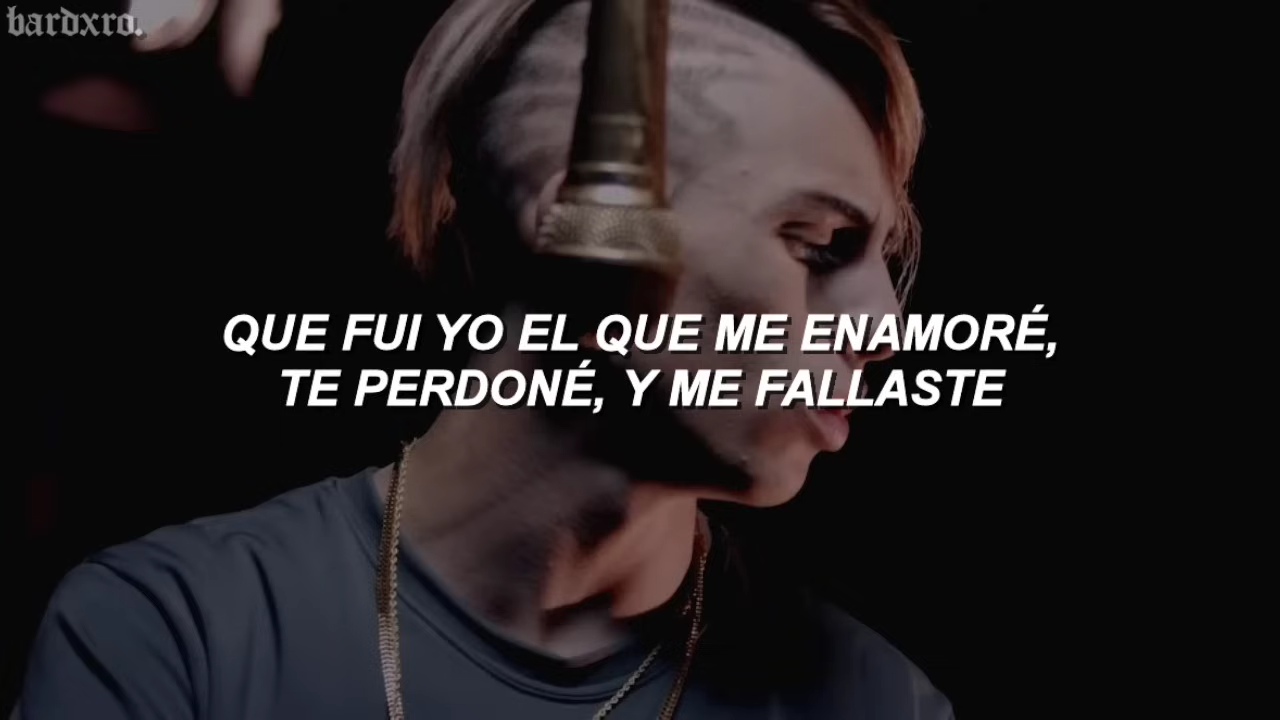 bardxro.
QUE FUI YO EL QUE ME ENAMORÉ,
TE PERDONÉ, Y ME FALLASTE